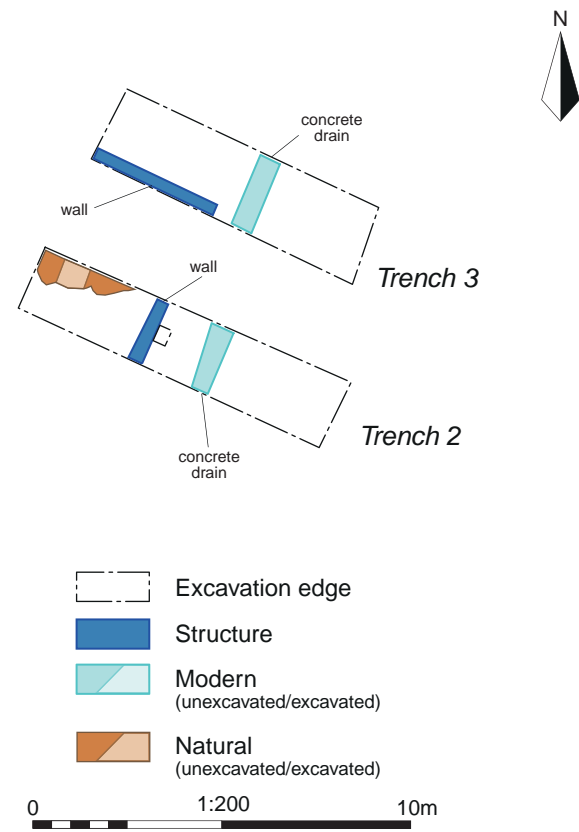 N
concrete
drain
wall
Trench 3
wall
Trench 2
concrete
drain
Excavation edge
Structure
Modern
(unexcavated/excavated)
Natural
(unexcavated/excavated)
0 1:200 10m